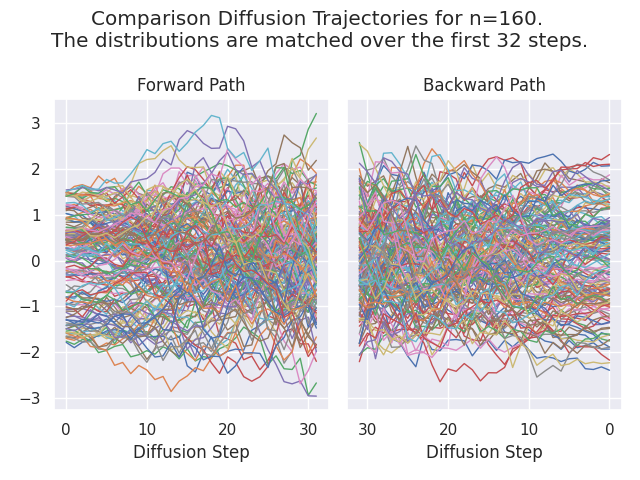 Comparison Diffusion Trajectories for n=160.
The distributions are matched over the first 32 steps.
Forward Path
Backward Path
3
2
1
0
−1
−2
−3
0 10 20 30
30 20 10 0
Diffusion Step
Diffusion Step